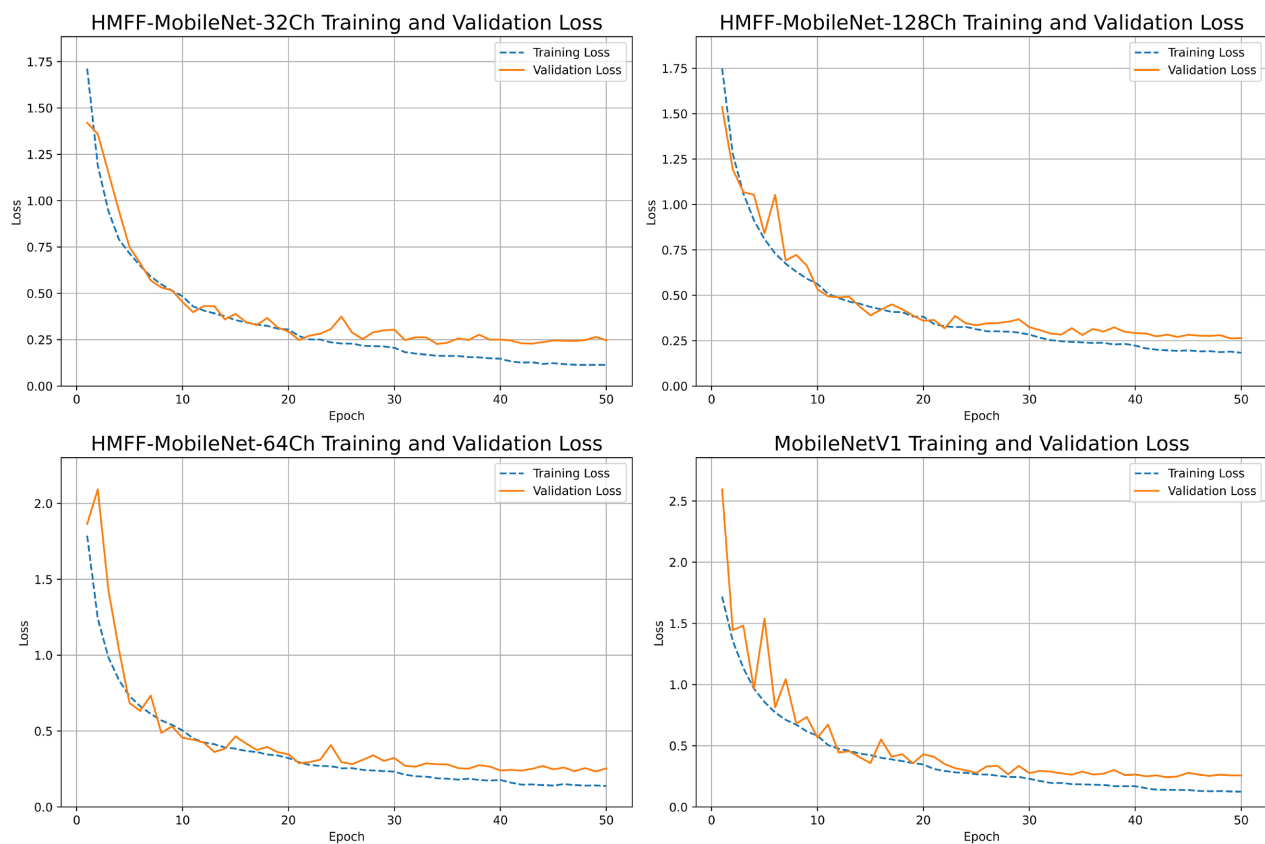 HMFF-MobileNet-32Ch Training and Validation Loss
Training Loss
Validation Loss
1.75
1.50
1.25
1.00
0.75
0.50
0.25
0.00
Loss
0 10 20 30 40 50
Epoch
HMFF-MobileNet-128Ch Training and Validation Loss
Training Loss
Validation Loss
1.75
1.50
1.25
1.00
0.75
0.50
0.25
0.00
Loss
0 10 20 30 40 50
Epoch
HMFF-MobileNet-64Ch Training and Validation Loss
Training Loss
Validation Loss
2.0
1.5
1.0
0.5
0.0
Loss
0 10 20 30 40 50
Epoch
MobileNetV1 Training and Validation Loss
Training Loss
Validation Loss
2.5
2.0
1.5
1.0
0.5
0.0
Loss
0 10 20 30 40 50
Epoch